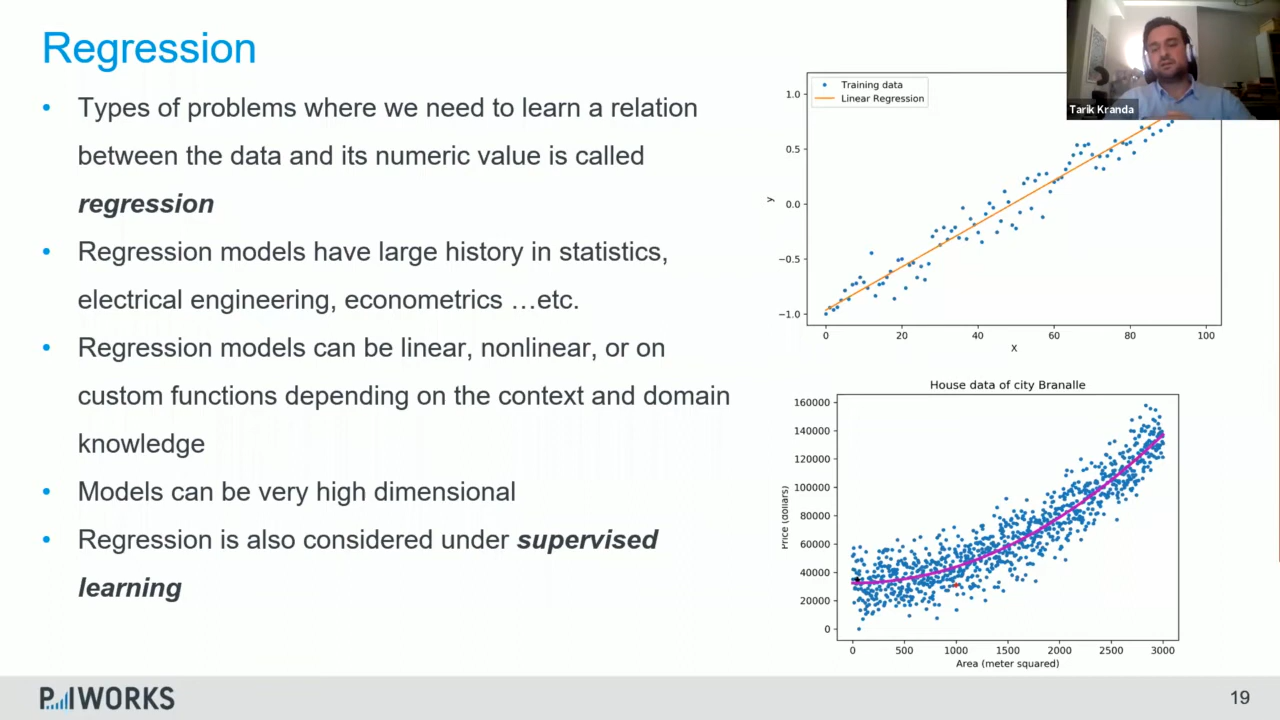 Regression
• Types of problems where we need to learn a relation
between the data and its numeric value is called
regression
• Regression models have large history in statistics,
electrical engineering, econometrics …etc.
• Regression models can be linear, nonlinear, or on
custom functions depending on the context and domain
knowledge
• Models can be very high dimensional
• Regression is also considered under supervised
learning
Tarik Kranda
Training data
Linear Regression
1.0
0.5
0.0
−0.5
−1.0
y
0 20 40 60 80 100
X
House data of city Branalle
160000
140000
120000
100000
80000
60000
40000
20000
0
Price (dollars)
0 500 1000 1500 2000 2500 3000
Area (meter squared)
P.I WORKS
19